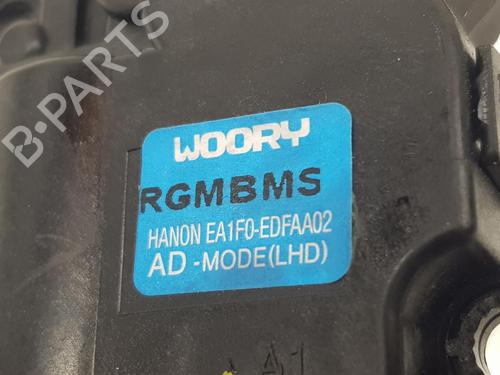 B-PARTS
WOORY
RGMBMS
HANON EA1F0-EDFAA02
AD -MODE(LHD)